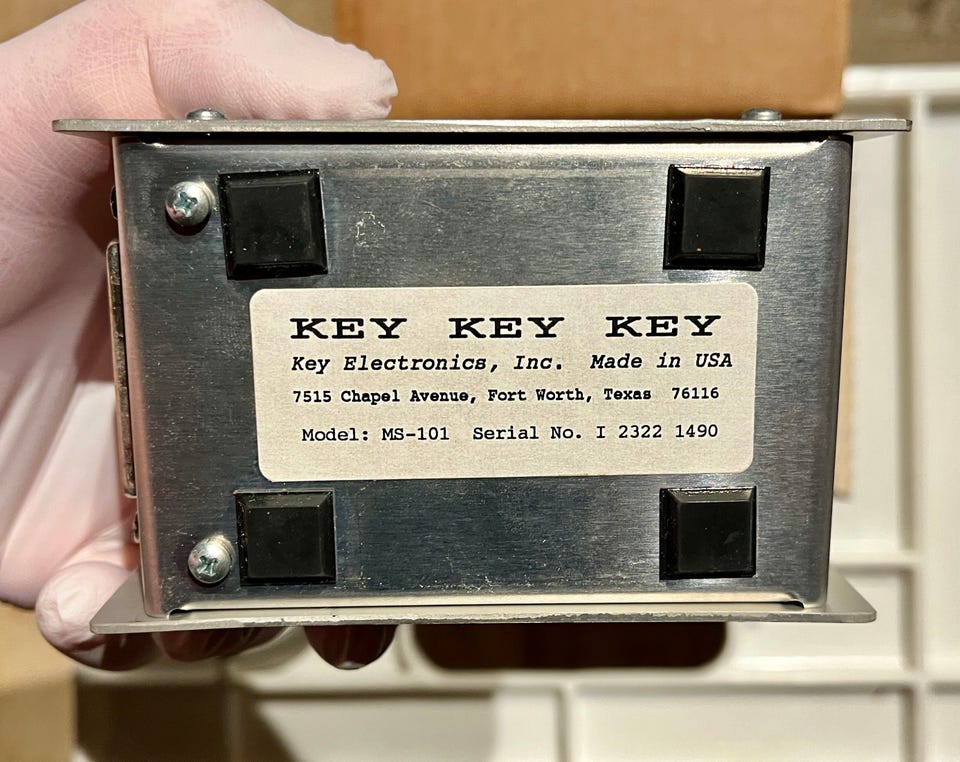 KEY KEY KEY
Key Electronics, Inc. Made in USA
7515 Chapel Avenue, Fort Worth, Texas 76116
Model: MS-101 Serial No. I 2322 1490